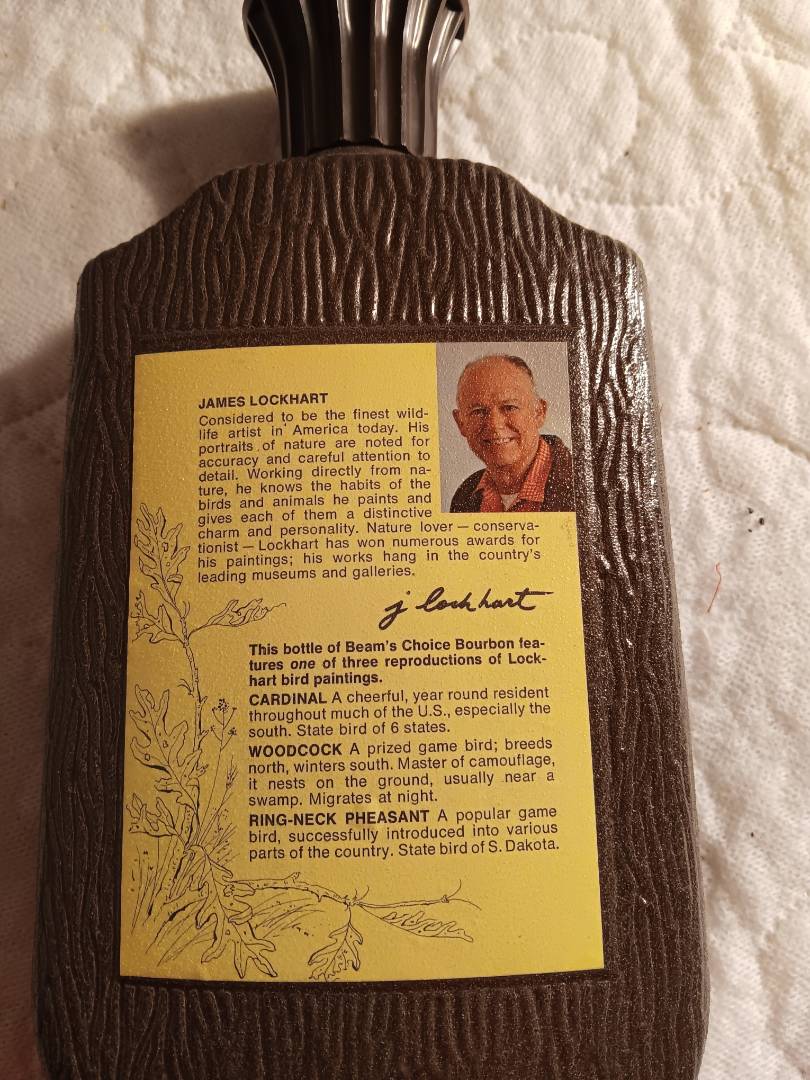 JAMES LOCKHART
Considered to be the finest wild-
life artist in America today. His
portraits of nature are noted for
accuracy and careful attention to
detail. Working directly from na-
ture, he knows the habits of the
birds and animals he paints and
gives each of them a distinctive
charm and personality. Nature lover — conserva-
tionist — Lockhart has won numerous awards for
his paintings; his works hang in the country's
leading museums and galleries.
j lockhart
This bottle of Beam's Choice Bourbon fea-
tures one of three reproductions of Lock-
hart bird paintings.
CARDINAL A cheerful, year round resident
throughout much of the U.S., especially the
south. State bird of 6 states.
WOODCOCK A prized game bird; breeds
north, winters south. Master of camouflage,
it nests on the ground, usually near a
swamp. Migrates at night.
RING-NECK PHEASANT A popular game
bird, successfully introduced into various
parts of the country. State bird of S. Dakota.